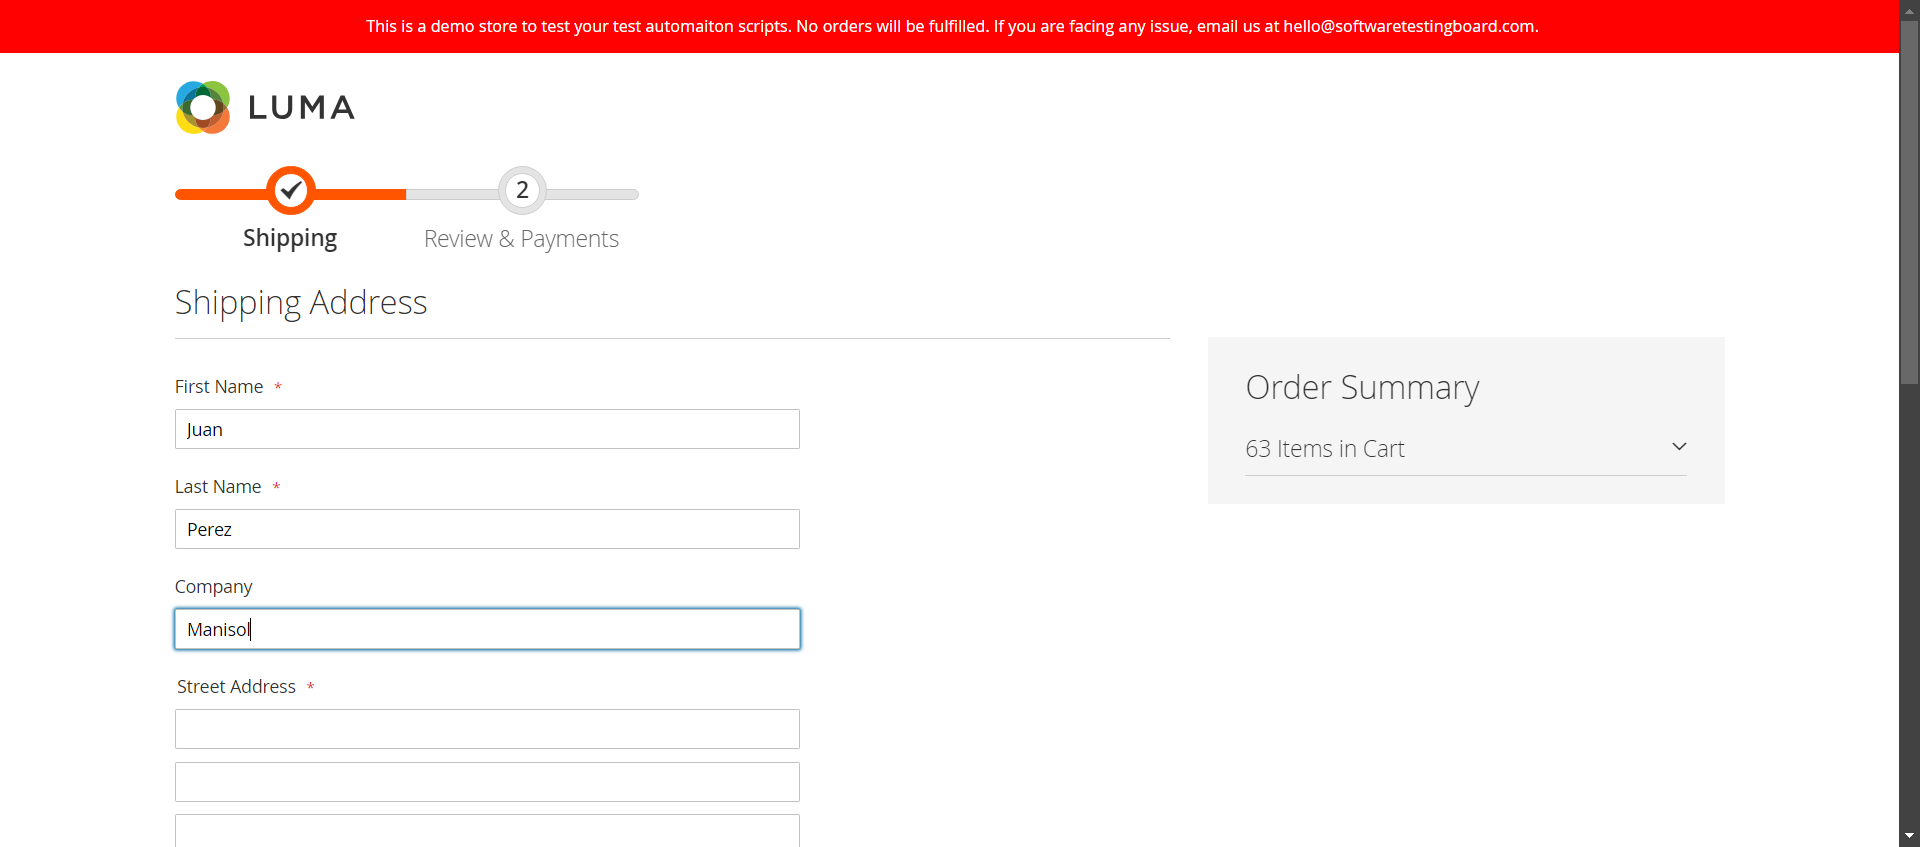 This is a demo store to test your test automaiton scripts. No orders will be fulfilled. If you are facing any issue, email us at hello@softwaretestingboard.com.
LUMA
2
Shipping
Review & Payments
Shipping Address
First Name *
Juan
Last Name *
Perez
Company
Manisol
Street Address *
Order Summary
63 Items in Cart